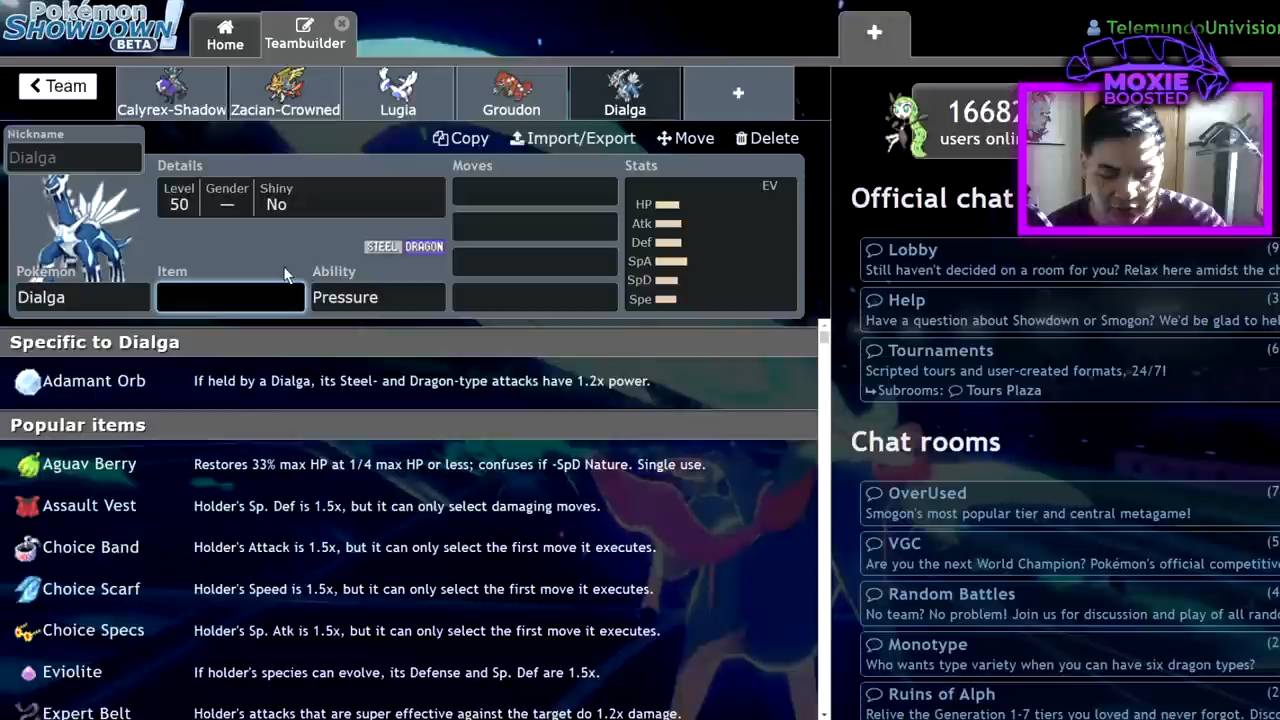 Pokémon
SHOWDOWN!
BETA
Home
Teambuilder
+
TelemundoUnivision
MOXIE
BOOSTED
Team
Calyrex-Shadow
Zacian-Crowned
Lugia
Groudon
Dialga
+
16682
users onli
Copy
Import/Export
Move
Delete
Nickname
Dialga
Details
Level
50
Gender
—
Shiny
No
STEEL DRAGON
Pokémon
Dialga
Item
Ability
Pressure
Moves
Stats
EV
HP
Atk
Def
SpA
SpD
Spe
Specific to Dialga
Adamant Orb If held by a Dialga, its Steel- and Dragon-type attacks have 1.2x power.
Popular items
Aguav Berry Restores 33% max HP at 1/4 max HP or less; confuses if -SpD Nature. Single use.
Assault Vest Holder's Sp. Def is 1.5x, but it can only select damaging moves.
Choice Band Holder's Attack is 1.5x, but it can only select the first move it executes.
Choice Scarf Holder's Speed is 1.5x, but it can only select the first move it executes.
Choice Specs Holder's Sp. Atk is 1.5x, but it can only select the first move it executes.
Eviolite If holder's species can evolve, its Defense and Sp. Def are 1.5x.
Expert Belt Holder's attacks that are super effective against the target do 1.2x damage.
Official chat
Lobby (9
Still haven't decided on a room for you? Relax here amidst the ch
Help (3
Have a question about Showdown or Smogon? We'd be glad to hel
Tournaments (6
Scripted tours and user-created formats, 24/7!
↳Subrooms: Tours Plaza
Chat rooms
OverUsed (7
Smogon's most popular tier and central metagame!
VGC (5
Are you the next World Champion? Pokémon's official competitive
Random Battles (4
No team? No problem! Join us for discussion and play of all rando
Monotype (2
Who wants type variety when you can have six dragon types?
Ruins of Alph (2
Relive the Generation 1-7 tiers you loved and never forgot. Disc